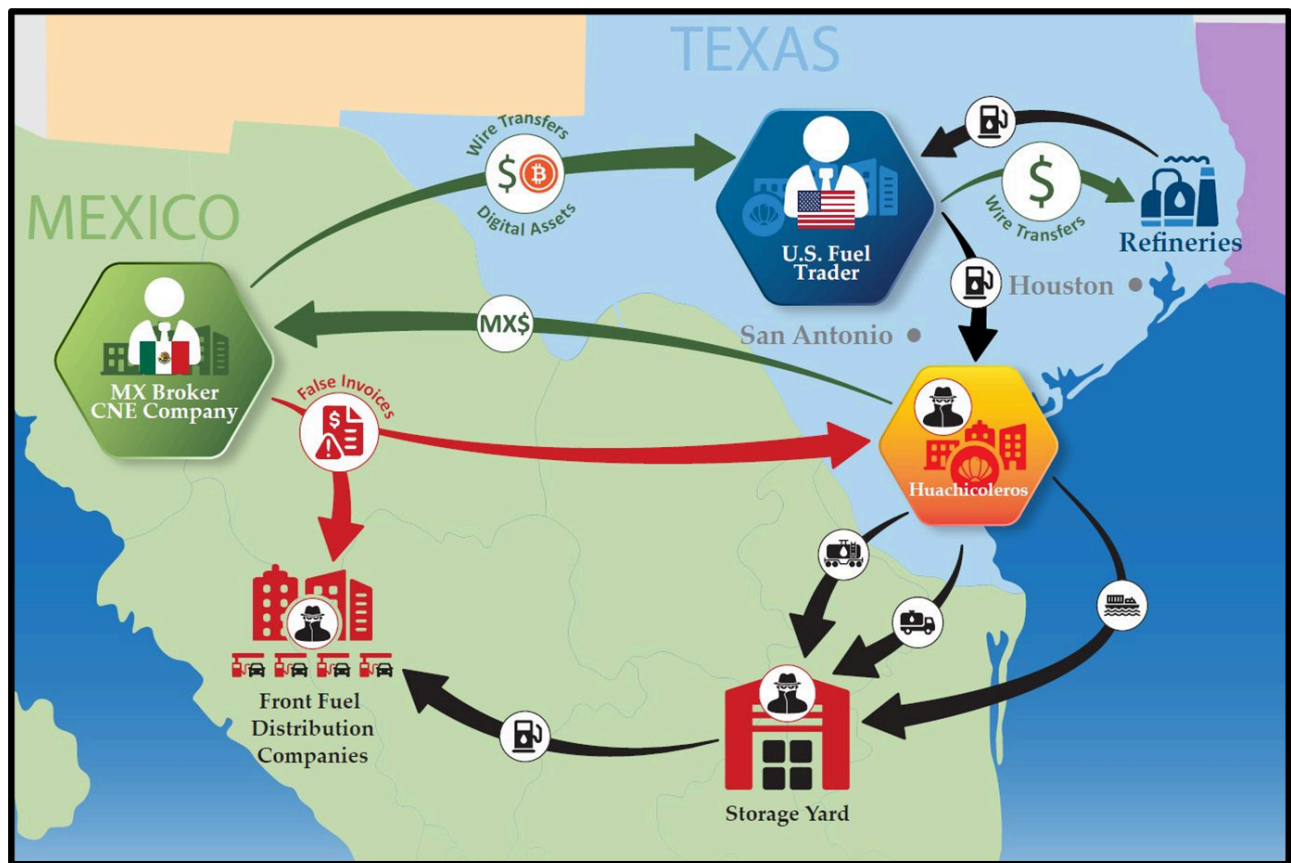 TEXAS
MEXICO
Wire Transfers
$
Digital Assets
U.S. Fuel
Trader
$
Wire Transfers
Refineries
Houston
San Antonio
MX$
MX Broker
CNE Company
False Invoices
$
Huachicoleros
Front Fuel
Distribution
Companies
Storage Yard